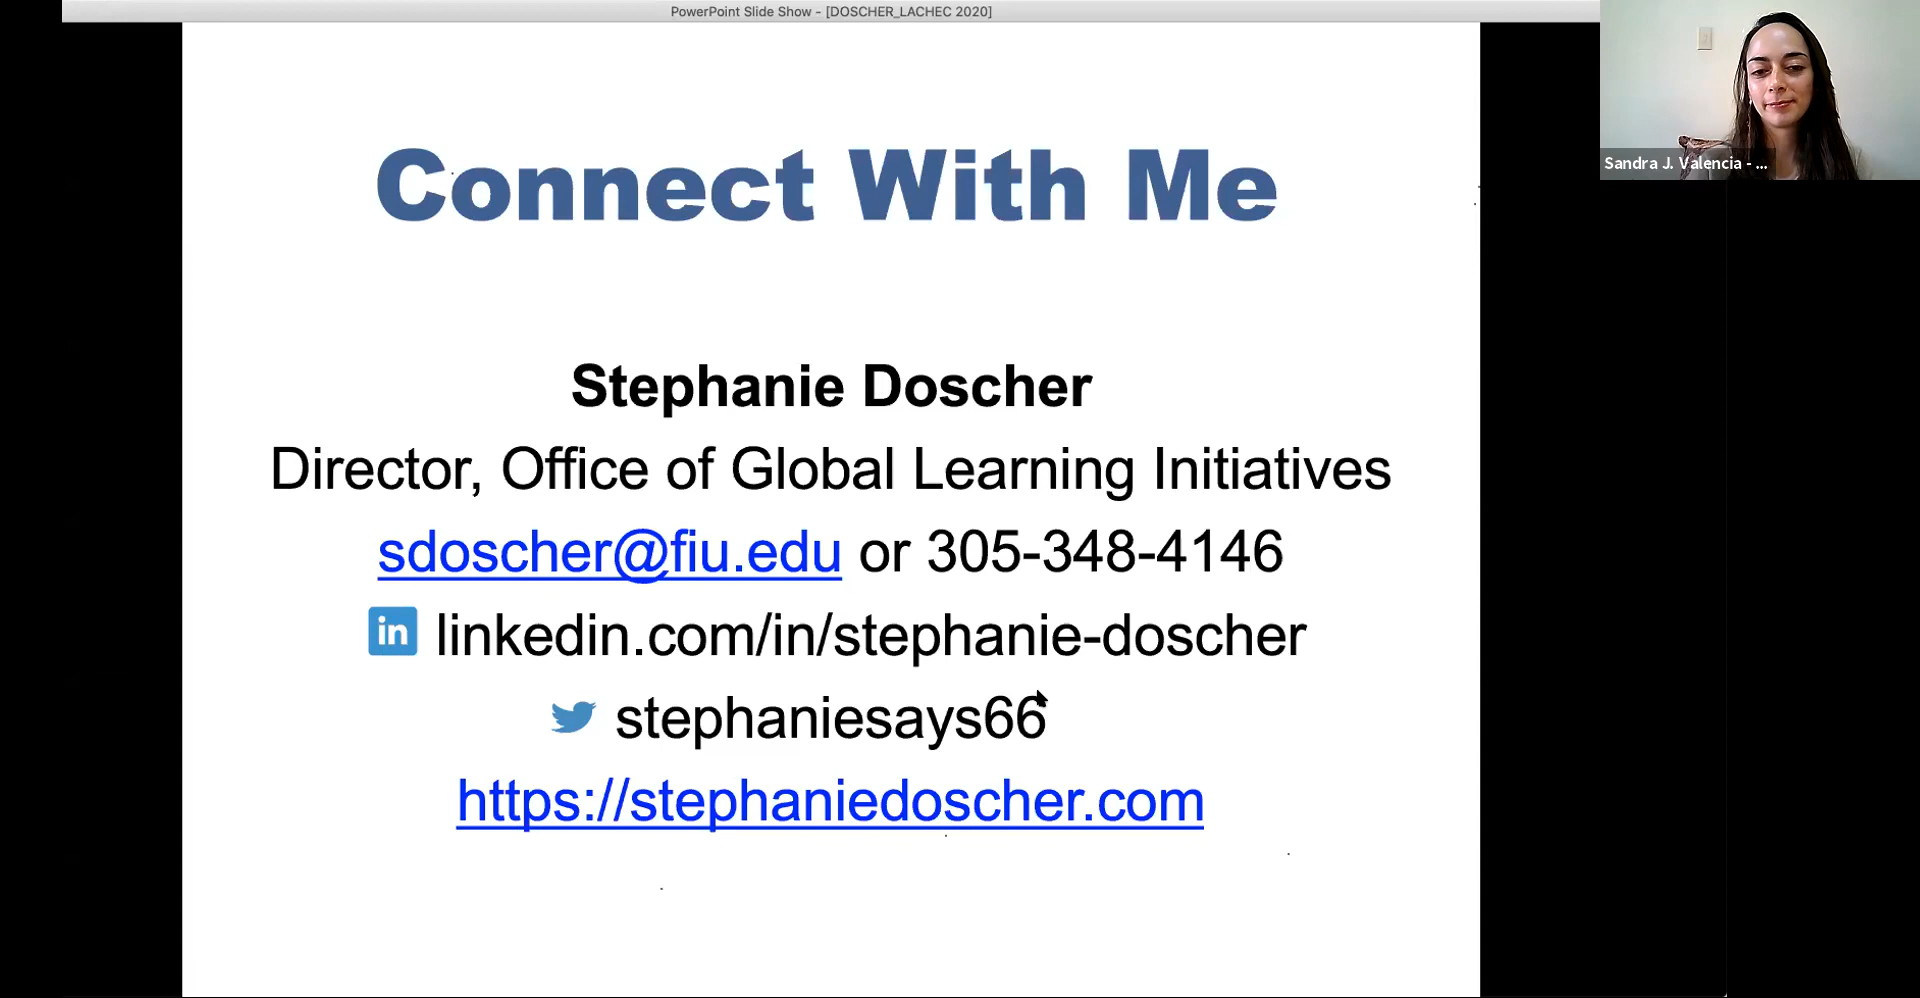 PowerPoint Slide Show - [DOSCHER_LACHEC 2020]
Sandra J. Valencia - ...
Connect With Me
Stephanie Doscher
Director, Office of Global Learning Initiatives
sdoscher@fiu.edu or 305-348-4146
in linkedin.com/in/stephanie-doscher
stephaniesays66
https://stephaniedoscher.com